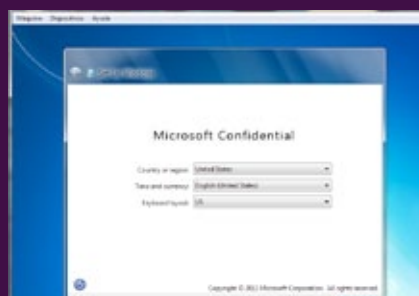 Máquina Dispositivos Ayuda
Microsoft Confidential
Country or region: United States
Time and currency: English (United States)
Keyboard layout: US
Copyright © 2011 Microsoft Corporation. All rights reserved.